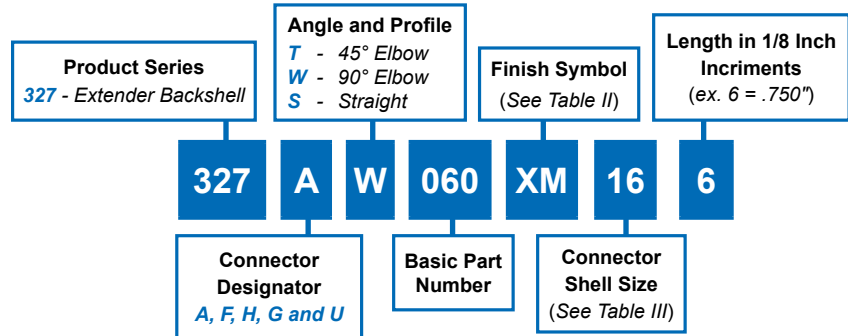 Product Series
327 - Extender Backshell
Angle and Profile
T - 45° Elbow
W - 90° Elbow
S - Straight
Finish Symbol
(See Table II)
Length in 1/8 Inch
Incriments
(ex. 6 = .750")
327 A W 060 XM 16 6
Connector
Designator
A, F, H, G and U
Basic Part
Number
Connector
Shell Size
(See Table III)